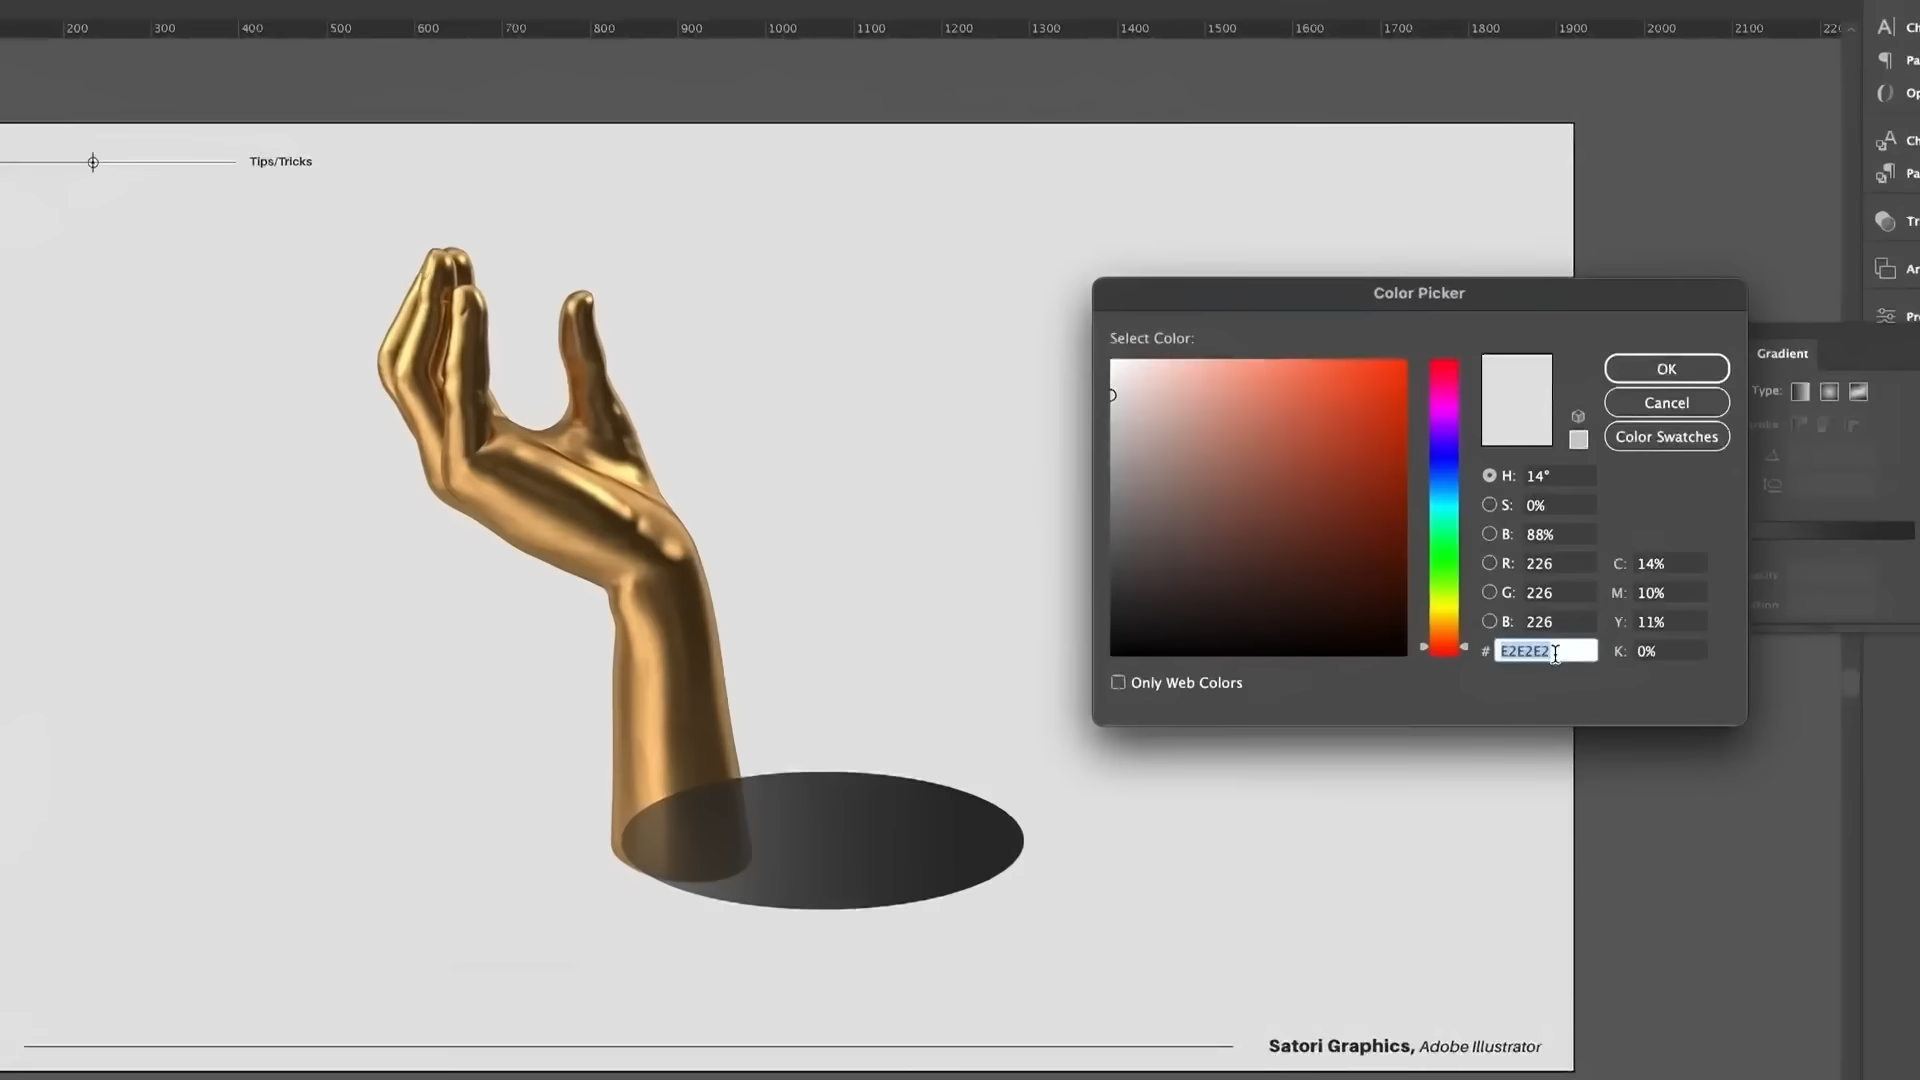 200 300 400 500 600 700 800 900 1000 1100 1200 1300 1400 1500 1600 1700 1800 1900 2000 2100
Tips/Tricks
Color Picker
Select Color:
OK
Cancel
Color Swatches
H: 14°
S: 0%
B: 88%
R: 226
G: 226
B: 226
# E2E2E2
C: 14%
M: 10%
Y: 11%
K: 0%
Only Web Colors
Gradient
Type:
Satori Graphics, Adobe Illustrator